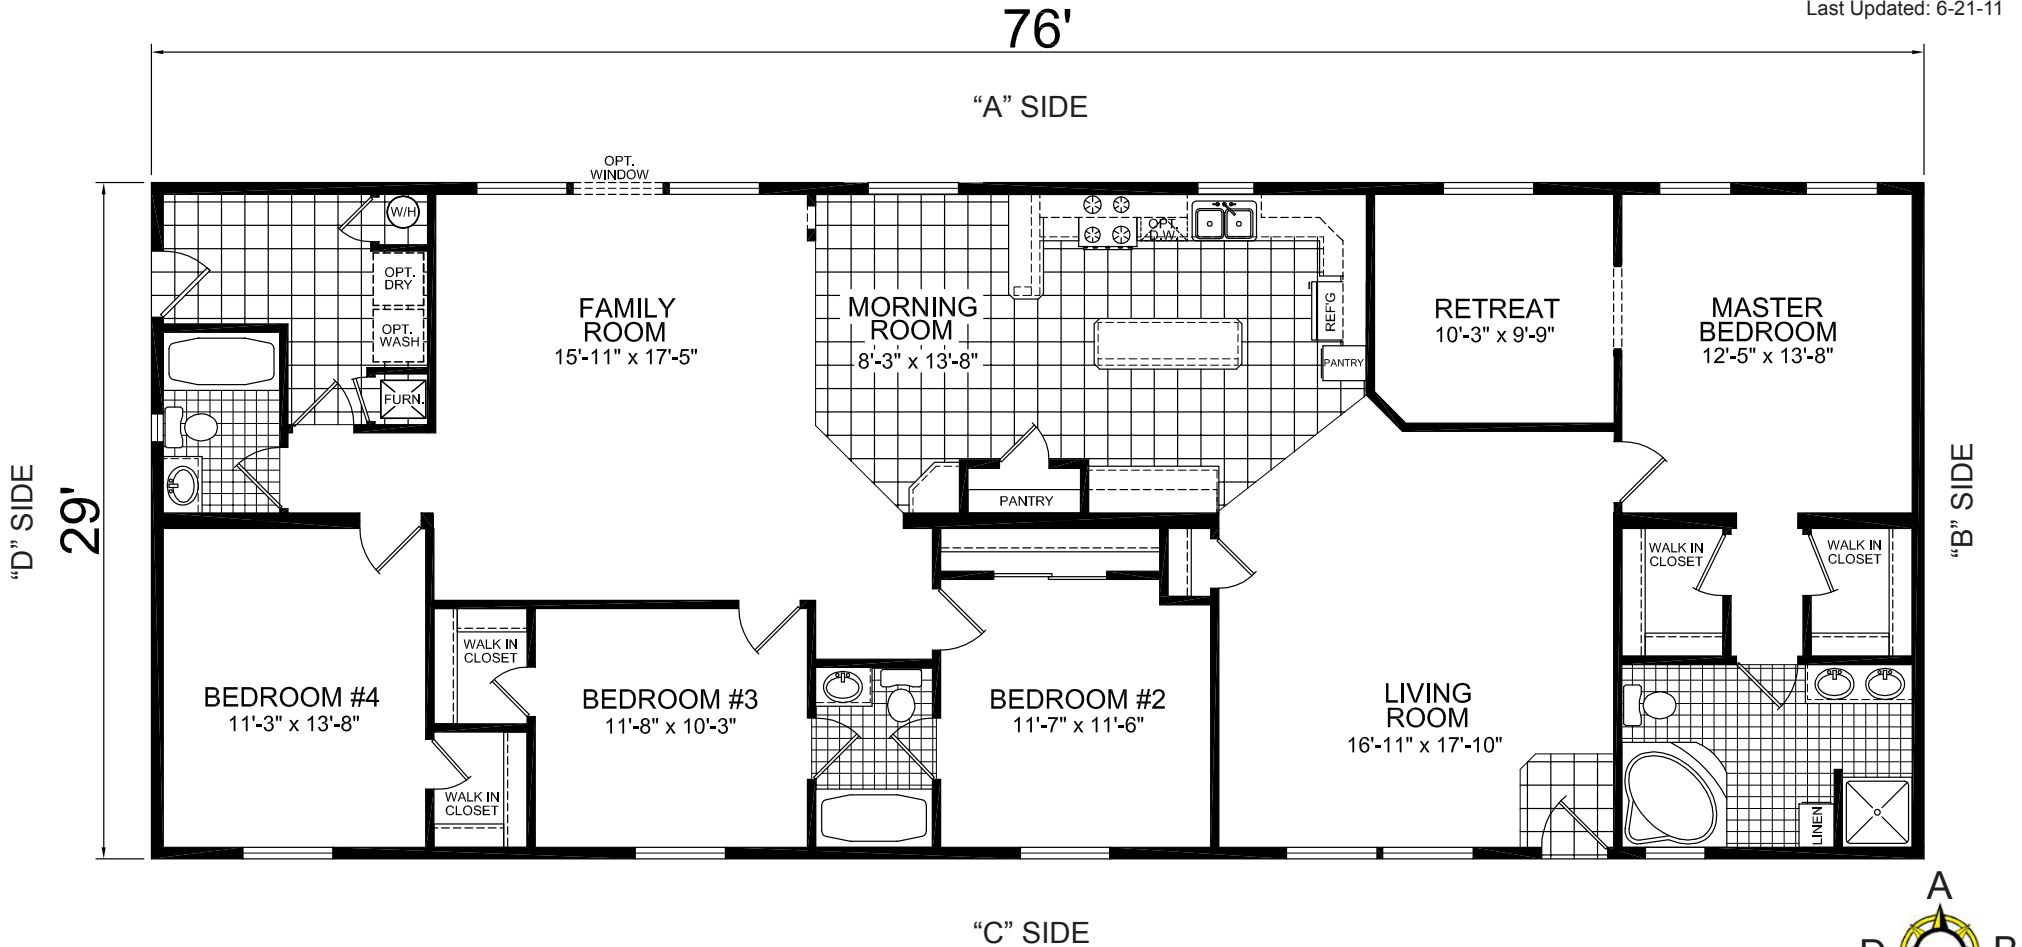 Last Updated: 6-21-11
76'
"A" SIDE
OPT.
WINDOW
W/H
OPT.
DRY
OPT.
WASH
FURN.
FAMILY
ROOM
15'-11" x 17'-5"
MORNING
ROOM
8'-3" x 13'-8"
OPT.
D.W.
REF'G
PANTRY
PANTRY
RETREAT
10'-3" x 9'-9"
MASTER
BEDROOM
12'-5" x 13'-8"
"D" SIDE
29'
"B" SIDE
WALK IN
CLOSET
WALK IN
CLOSET
BEDROOM #4
11'-3" x 13'-8"
WALK IN
CLOSET
WALK IN
CLOSET
BEDROOM #3
11'-8" x 10'-3"
BEDROOM #2
11'-7" x 11'-6"
LIVING
ROOM
16'-11" x 17'-10"
LINEN
"C" SIDE
A
D
B